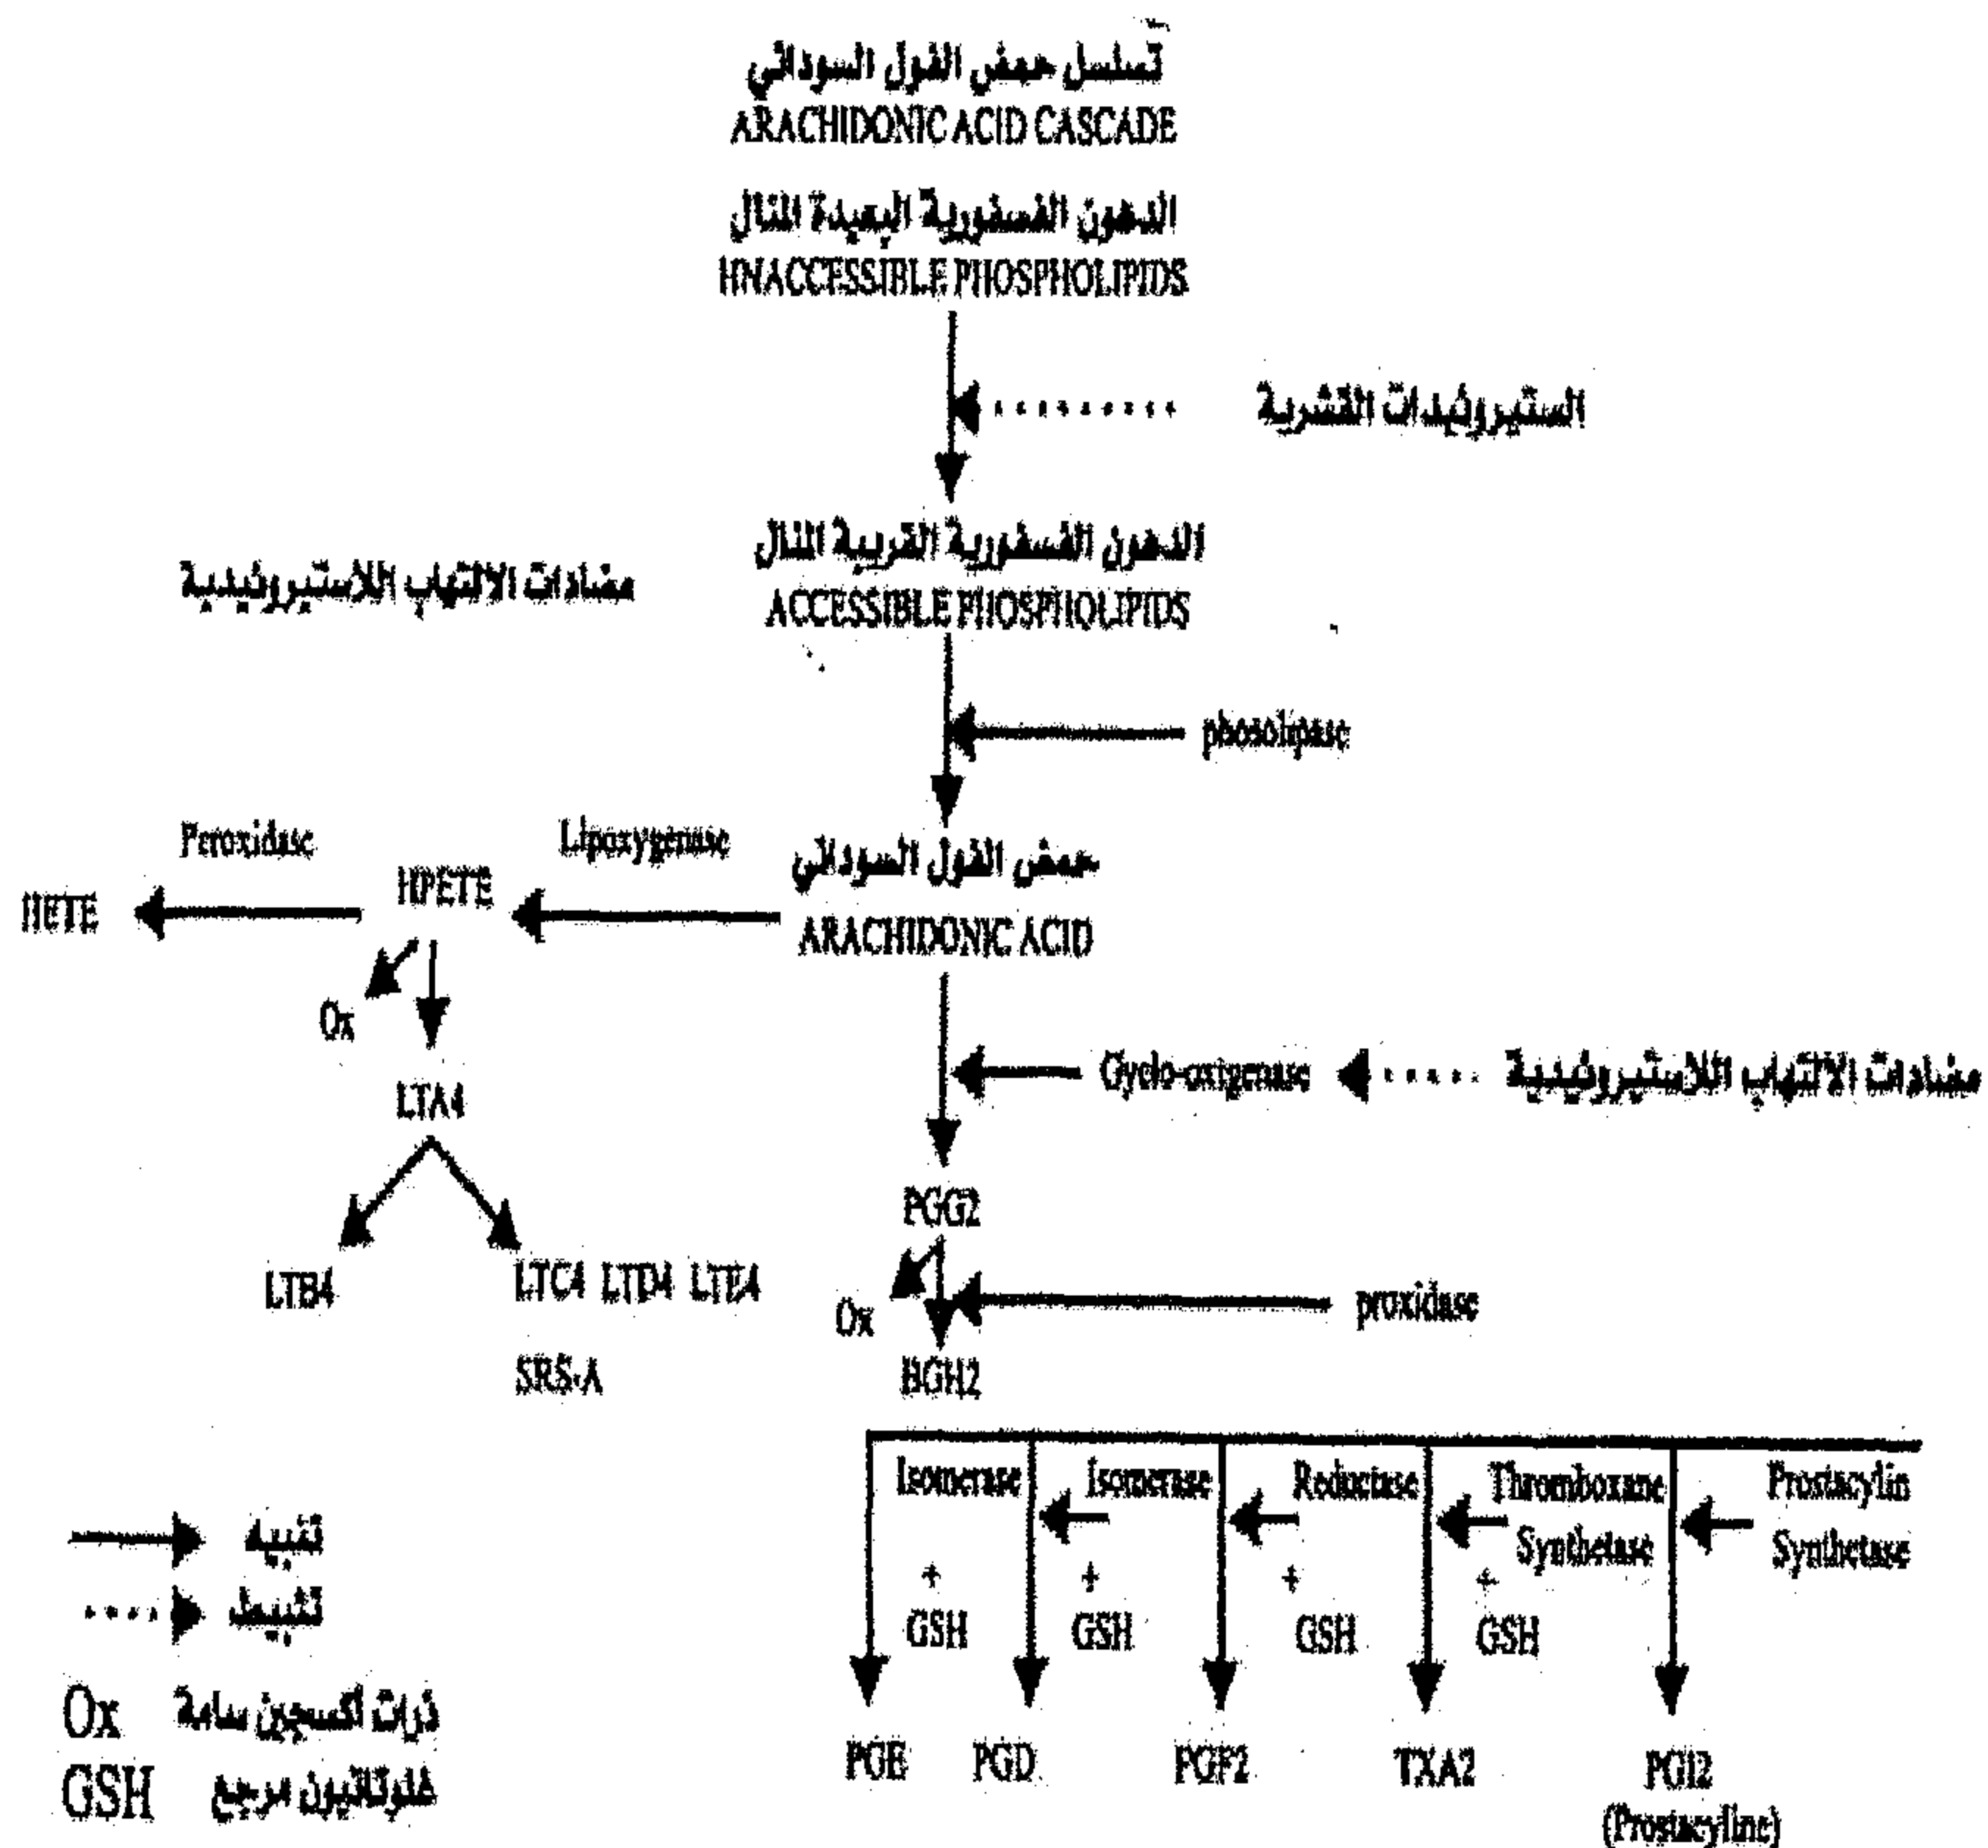 تسلسل حمض الفول السوداني
ARACHIDONIC ACID CASCADE
الدهون الفسفورية البعيدة المنال
HNACCESSIBLE PHOSPHOLIPIDS
الستيروئيدات القشرية
الدهون الفسفورية القريبة المنال
ACCESSIBLE PHOSPHOLIPIDS
مضادات الالتهاب اللاستيروئيدية
phosolipase
Peroxidase
Lipoxygenase
حمض الفول السوداني
ARACHIDONIC ACID
HPETE
HETE
Ox
LTA4
Cyclo-oxigenase
مضادات الالتهاب اللاستيروئيدية
PGG2
LTB4
LTC4 LTD4 LTE4
SRS-A
Ox
proxidase
BGH2
Isomerase
Isomerase
Reductase
Thromboxane
Synthetase
Prostacylin
Synthetase
+
+
+
+
GSH
GSH
GSH
GSH
PGE
PGD
PGF2
TXA2
PGI2
(Prostacyline)
تنبيه
تثبيط
Ox ذرات أكسجين سامة
GSH غلوتاتيون مرجع